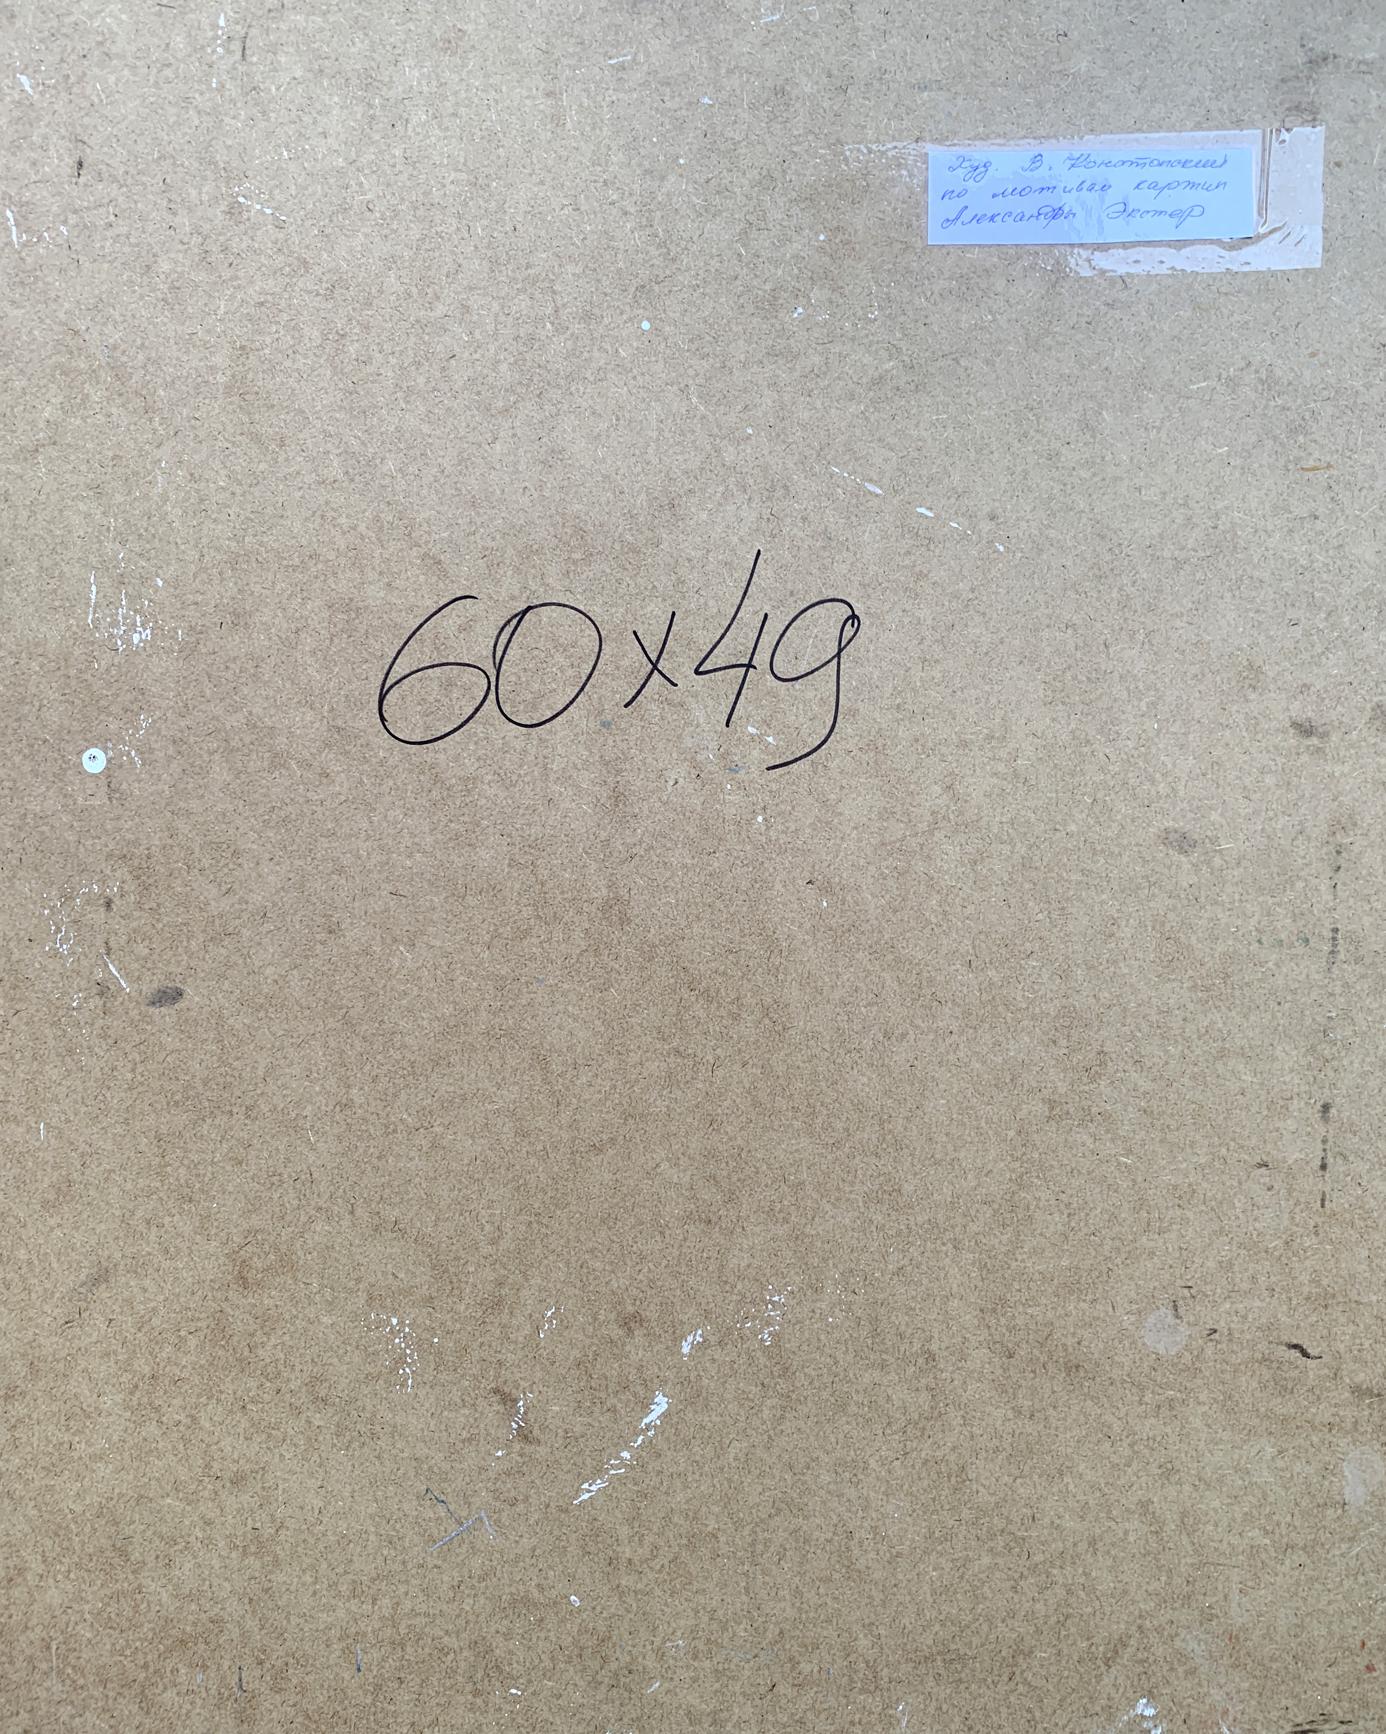 Худ. В. Конотопский
по мотивам картин
Александры Экстер
60x49